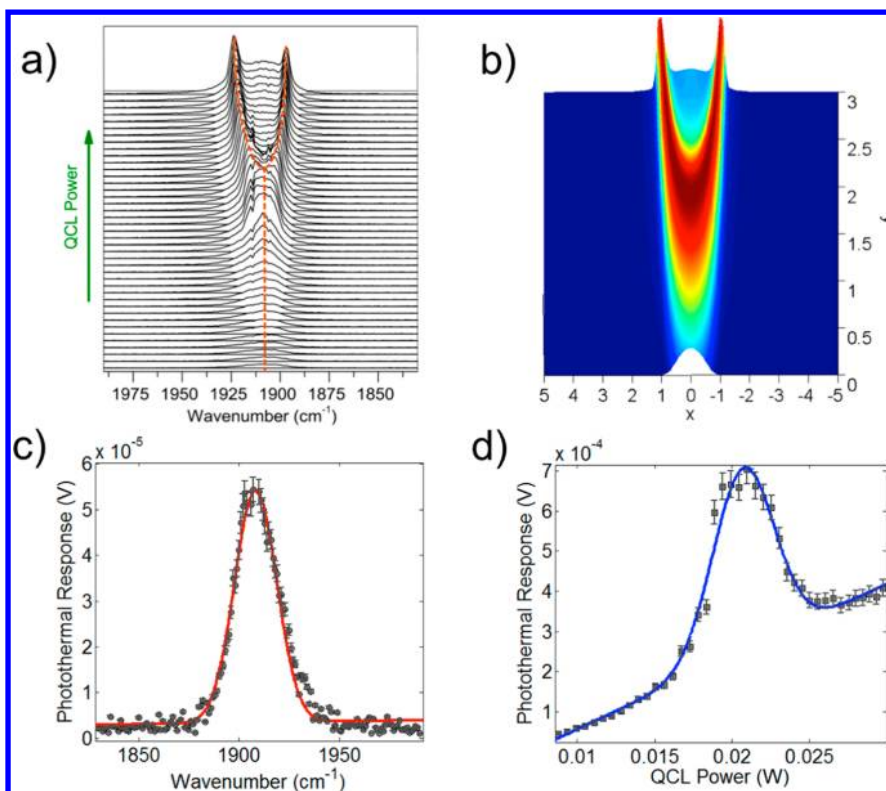 a)
QCL Power
1975 1950 1925 1900 1875 1850
Wavenumber (cm-1)
b)
3
2.5
2
1.5
1
0.5
0
5 4 3 2 1 0 -1 -2 -3 -4 -5
x
c)
x 10-5
6
5
4
3
2
1
0
Photothermal Response (V)
1850 1900 1950
Wavenumber (cm-1)
d)
x 10-4
7
6
5
4
3
2
1
Photothermal Response (V)
0.01 0.015 0.02 0.025
QCL Power (W)